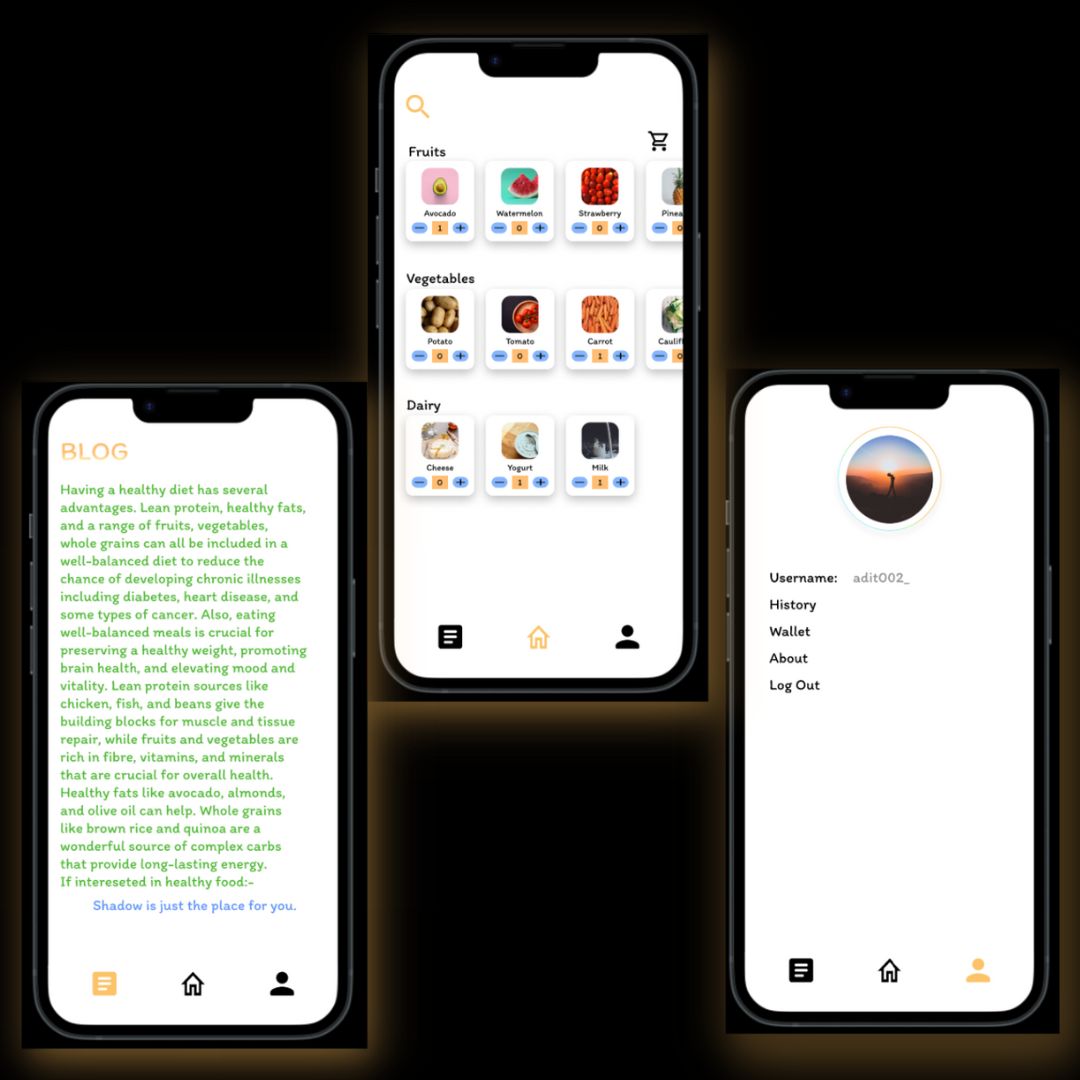 Fruits
Avocado Watermelon Strawberry Pinea
− 1 + − 0 + − 0 + − 0
Vegetables
Potato Tomato Carrot Caulif
− 0 + − 0 + − 1 + − 0
Dairy
Cheese Yogurt Milk
− 0 + − 1 + − 1 +
BLOG
Having a healthy diet has several
advantages. Lean protein, healthy fats,
and a range of fruits, vegetables,
whole grains can all be included in a
well-balanced diet to reduce the
chance of developing chronic illnesses
including diabetes, heart disease, and
some types of cancer. Also, eating
well-balanced meals is crucial for
preserving a healthy weight, promoting
brain health, and elevating mood and
vitality. Lean protein sources like
chicken, fish, and beans give the
building blocks for muscle and tissue
repair, while fruits and vegetables are
rich in fibre, vitamins, and minerals
that are crucial for overall health.
Healthy fats like avocado, almonds,
and olive oil can help. Whole grains
like brown rice and quinoa are a
wonderful source of complex carbs
that provide long-lasting energy.
If intereseted in healthy food:-
Shadow is just the place for you.
Username: adit002_
History
Wallet
About
Log Out